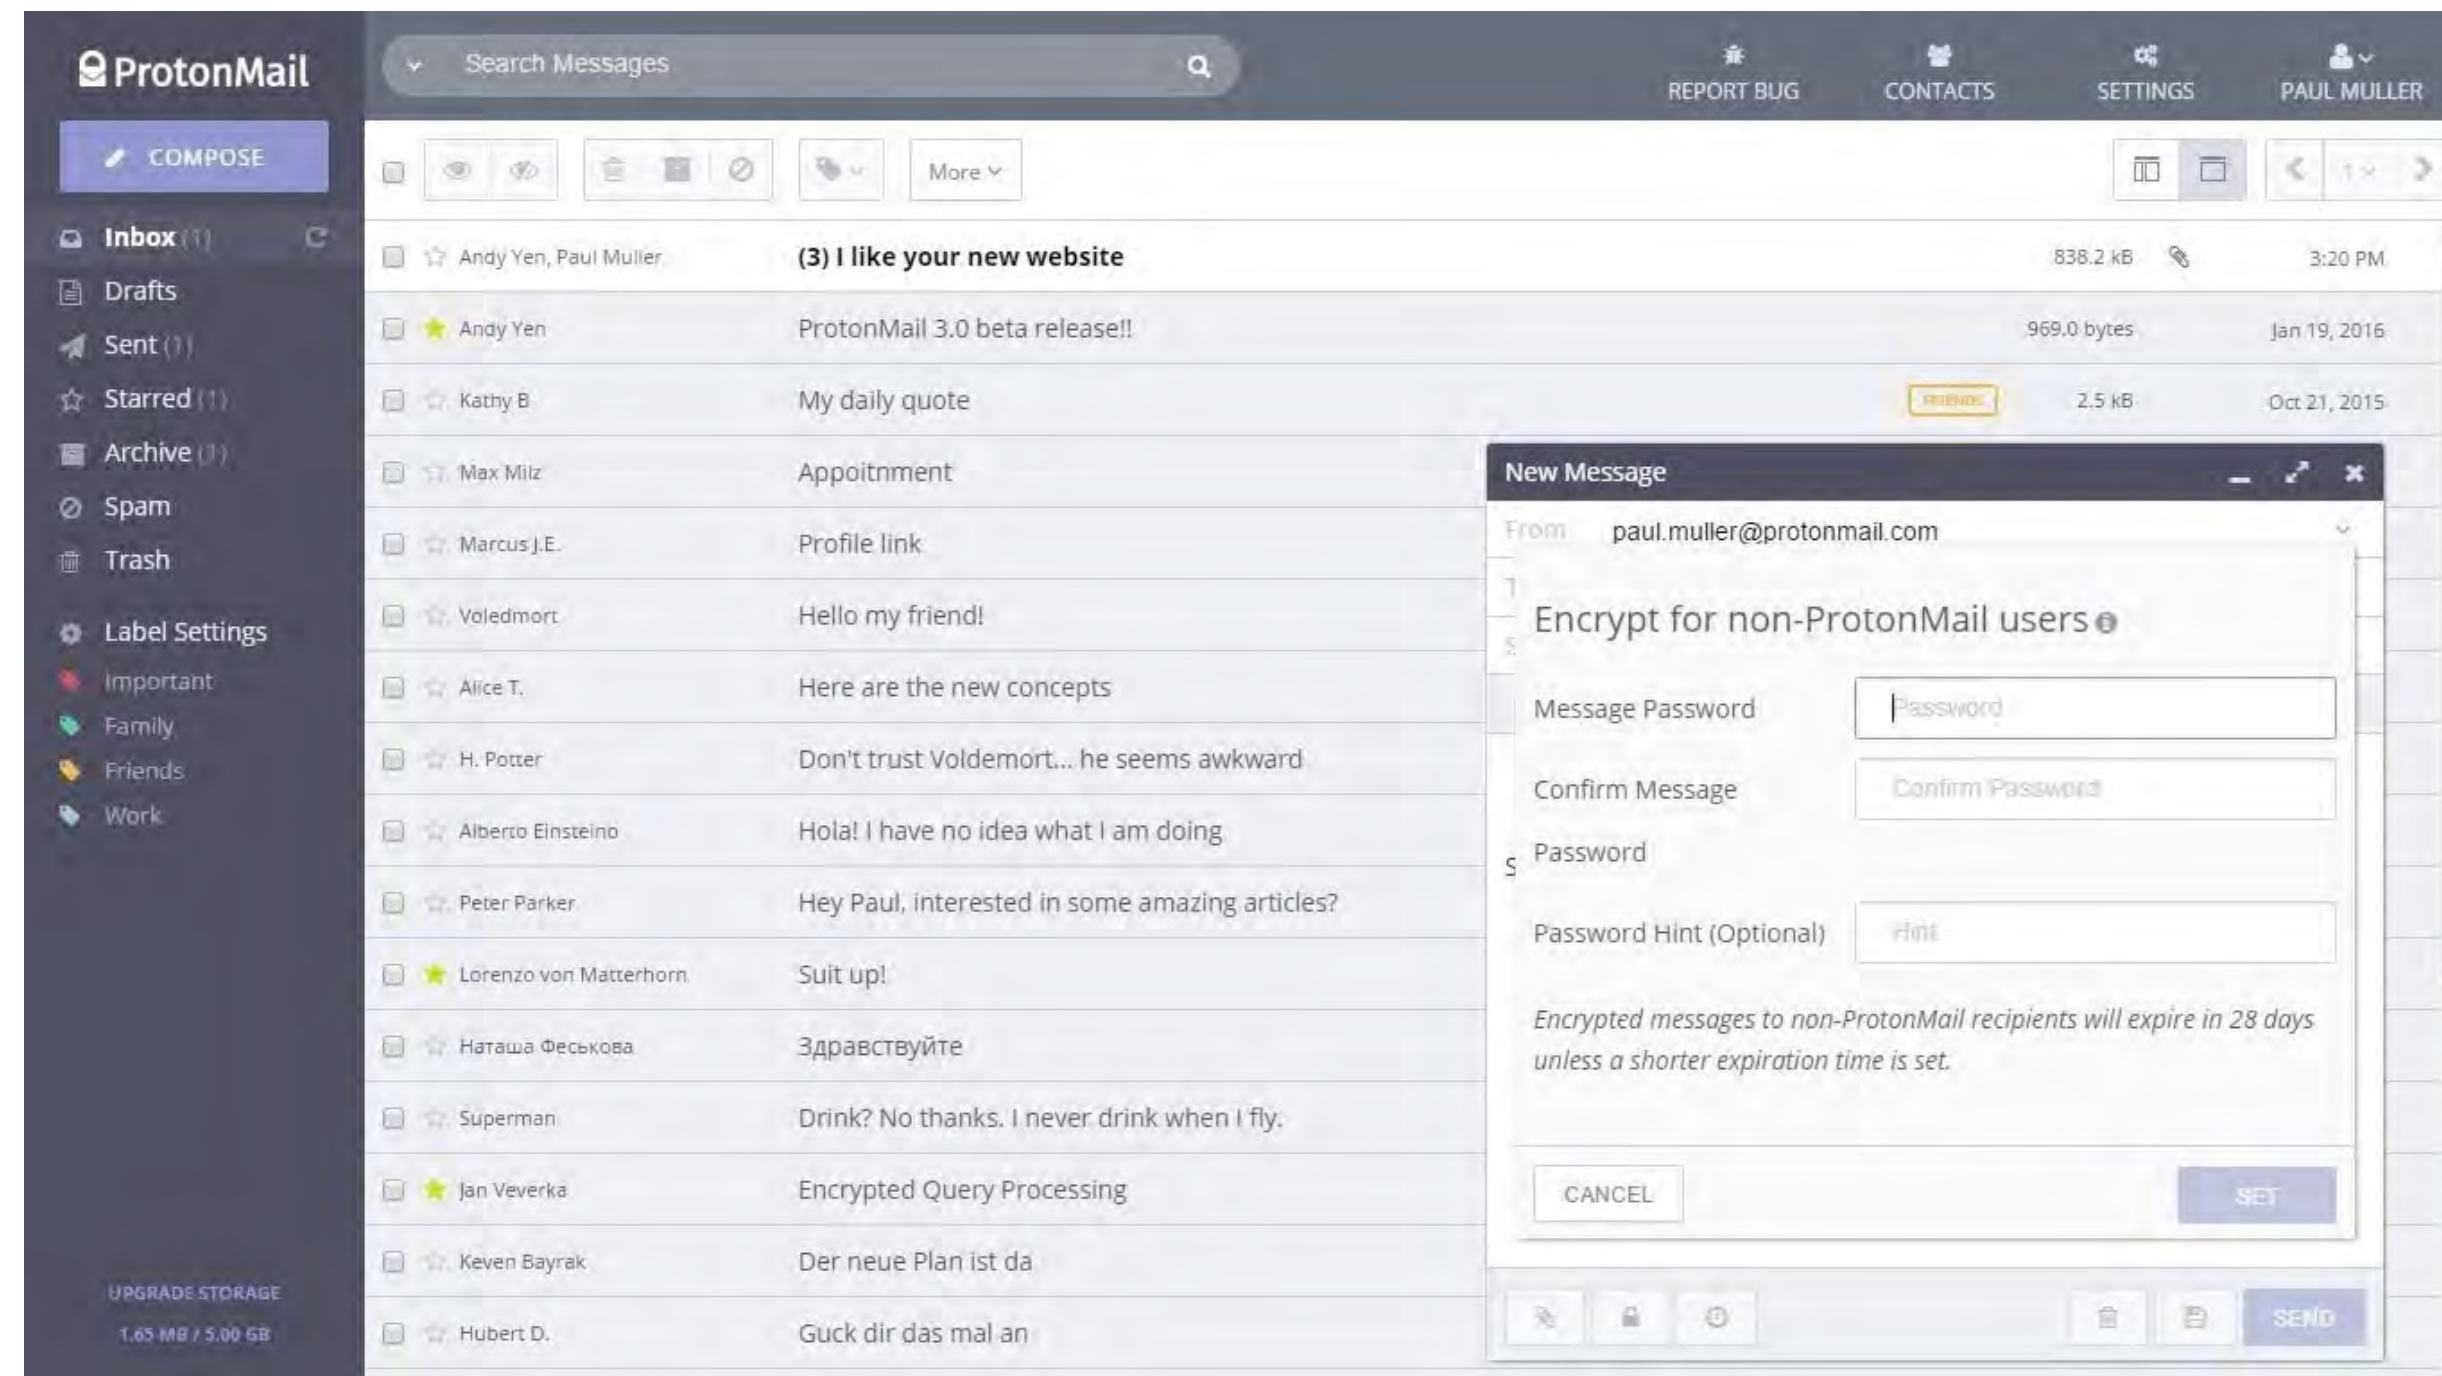 ProtonMail
Search Messages
REPORT BUG
CONTACTS
SETTINGS
PAUL MULLER
COMPOSE
More
1
Inbox (1)
Drafts
Sent (1)
Starred (1)
Archive (1)
Spam
Trash
Label Settings
Important
Family
Friends
Work
UPGRADE STORAGE
1.65 MB / 5.00 GB
Andy Yen, Paul Muller (3) I like your new website 838.2 kB 3:20 PM
Andy Yen ProtonMail 3.0 beta release!! 969.0 bytes Jan 19, 2016
Kathy B My daily quote FRIENDS 2.5 kB Oct 21, 2015
Max Milz Appoitnment
Marcus J.E. Profile link
Voledmort Hello my friend!
Alice T. Here are the new concepts
H. Potter Don't trust Voldemort... he seems awkward
Alberto Einsteino Hola! I have no idea what I am doing
Peter Parker Hey Paul, interested in some amazing articles?
Lorenzo von Matterhorn Suit up!
Наташа Феськова Здравствуйте
Superman Drink? No thanks. I never drink when I fly.
Jan Veverka Encrypted Query Processing
Keven Bayrak Der neue Plan ist da
Hubert D. Guck dir das mal an
New Message
From paul.muller@protonmail.com
T
S
S
Encrypt for non-ProtonMail users
Message Password Password
Confirm Message Confirm Password
Password
Password Hint (Optional) Hint
Encrypted messages to non-ProtonMail recipients will expire in 28 days
unless a shorter expiration time is set.
CANCEL
SET
SEND